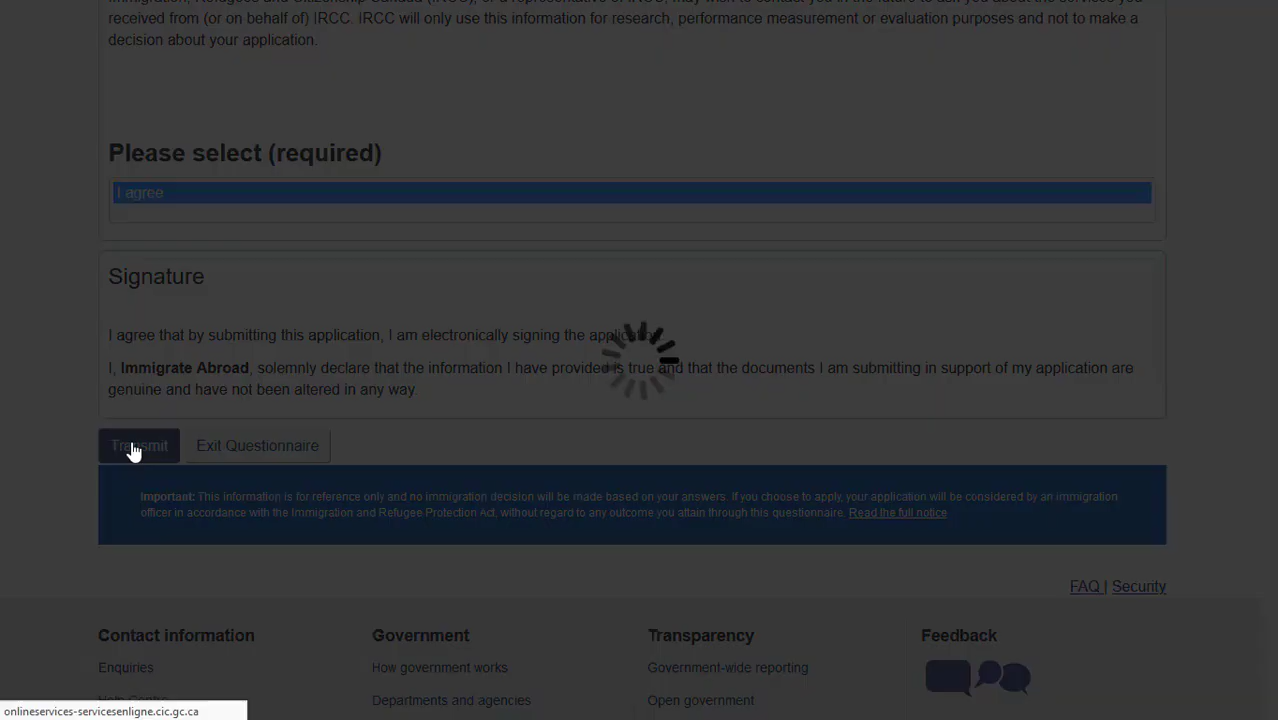 received from (or on behalf of) IRCC. IRCC will only use this information for research, performance measurement or evaluation purposes and not to make a
decision about your application.
Please select (required)
I agree
Signature
I agree that by submitting this application, I am electronically signing the application.
I, Immigrate Abroad, solemnly declare that the information I have provided is true and that the documents I am submitting in support of my application are
genuine and have not been altered in any way.
Transmit Exit Questionnaire
Important: This information is for reference only and no immigration decision will be made based on your answers. If you choose to apply, your application will be considered by an immigration
officer in accordance with the Immigration and Refugee Protection Act, without regard to any outcome you attain through this questionnaire. Read the full notice
FAQ | Security
Contact information Government Transparency Feedback
Enquiries How government works Government-wide reporting
Departments and agencies Open government
onlineservices-servicesenligne.cic.gc.ca